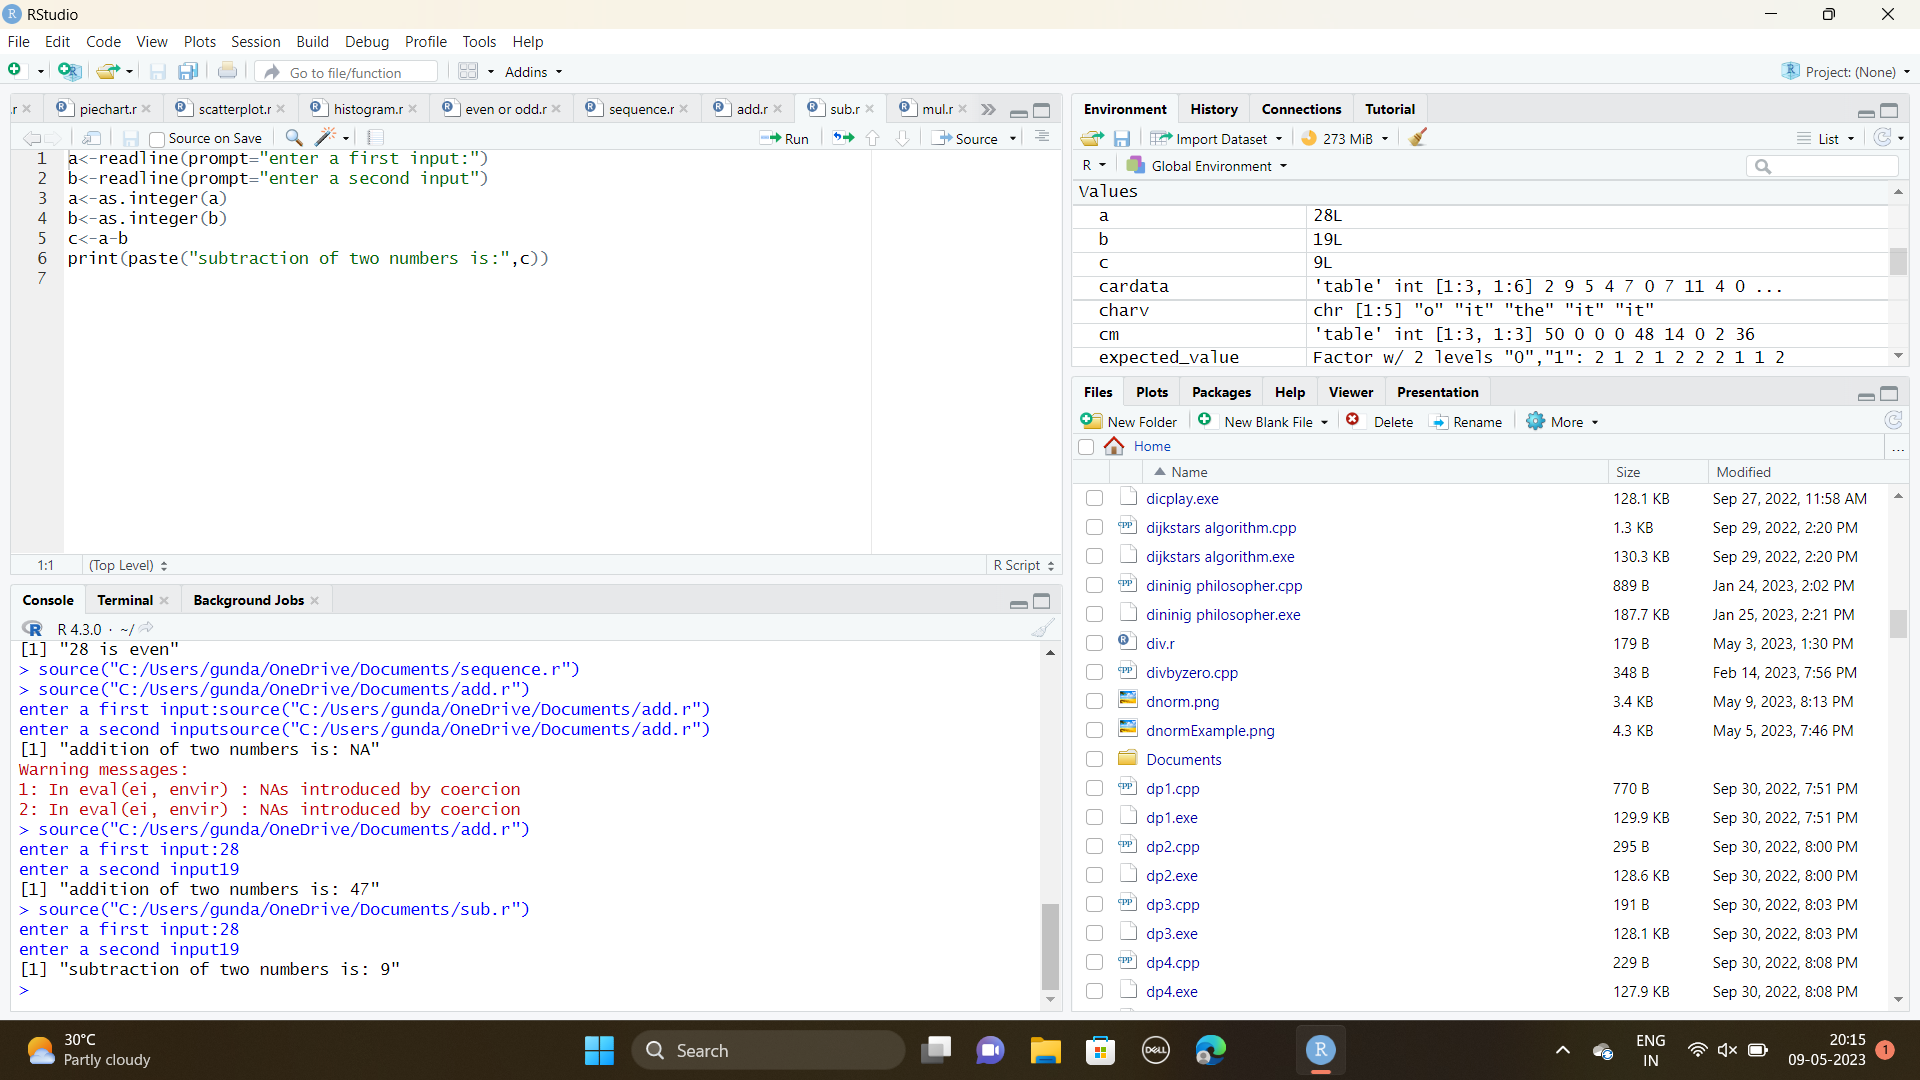 RStudio
File Edit Code View Plots Session Build Debug Profile Tools Help
Go to file/function Addins Project: (None)
.r piechart.r scatterplot.r histogram.r even or odd.r sequence.r add.r sub.r mul.r
Source on Save Run Source
1 a<-readline(prompt="enter a first input:")
2 b<-readline(prompt="enter a second input")
3 a<-as.integer(a)
4 b<-as.integer(b)
5 c<-a-b
6 print(paste("subtraction of two numbers is:",c))
7
1:1 (Top Level) R Script
Console Terminal Background Jobs
R 4.3.0 · ~/
[1] "28 is even"
> source("C:/Users/gunda/OneDrive/Documents/sequence.r")
> source("C:/Users/gunda/OneDrive/Documents/add.r")
enter a first input:source("C:/Users/gunda/OneDrive/Documents/add.r")
enter a second inputsource("C:/Users/gunda/OneDrive/Documents/add.r")
[1] "addition of two numbers is: NA"
Warning messages:
1: In eval(ei, envir) : NAs introduced by coercion
2: In eval(ei, envir) : NAs introduced by coercion
> source("C:/Users/gunda/OneDrive/Documents/add.r")
enter a first input:28
enter a second input19
[1] "addition of two numbers is: 47"
> source("C:/Users/gunda/OneDrive/Documents/sub.r")
enter a first input:28
enter a second input19
[1] "subtraction of two numbers is: 9"
>
Environment History Connections Tutorial
Import Dataset 273 MiB List
R Global Environment
Values
a 28L
b 19L
c 9L
cardata 'table' int [1:3, 1:6] 2 9 5 4 7 0 7 11 4 0 ...
charv chr [1:5] "o" "it" "the" "it" "it"
cm 'table' int [1:3, 1:3] 50 0 0 0 48 14 0 2 36
expected_value Factor w/ 2 levels "0","1": 2 1 2 1 2 2 2 1 1 2
Files Plots Packages Help Viewer Presentation
New Folder New Blank File Delete Rename More
Home ...
Name Size Modified
dicplay.exe 128.1 KB Sep 27, 2022, 11:58 AM
dijkstars algorithm.cpp 1.3 KB Sep 29, 2022, 2:20 PM
dijkstars algorithm.exe 130.3 KB Sep 29, 2022, 2:20 PM
dininig philosopher.cpp 889 B Jan 24, 2023, 2:02 PM
dininig philosopher.exe 187.7 KB Jan 25, 2023, 2:21 PM
div.r 179 B May 3, 2023, 1:30 PM
divbyzero.cpp 348 B Feb 14, 2023, 7:56 PM
dnorm.png 3.4 KB May 9, 2023, 8:13 PM
dnormExample.png 4.3 KB May 5, 2023, 7:46 PM
Documents
dp1.cpp 770 B Sep 30, 2022, 7:51 PM
dp1.exe 129.9 KB Sep 30, 2022, 7:51 PM
dp2.cpp 295 B Sep 30, 2022, 8:00 PM
dp2.exe 128.6 KB Sep 30, 2022, 8:00 PM
dp3.cpp 191 B Sep 30, 2022, 8:03 PM
dp3.exe 128.1 KB Sep 30, 2022, 8:03 PM
dp4.cpp 229 B Sep 30, 2022, 8:08 PM
dp4.exe 127.9 KB Sep 30, 2022, 8:08 PM
30°C
Partly cloudy
Search
DELL
R
ENG
IN
20:15
09-05-2023
1